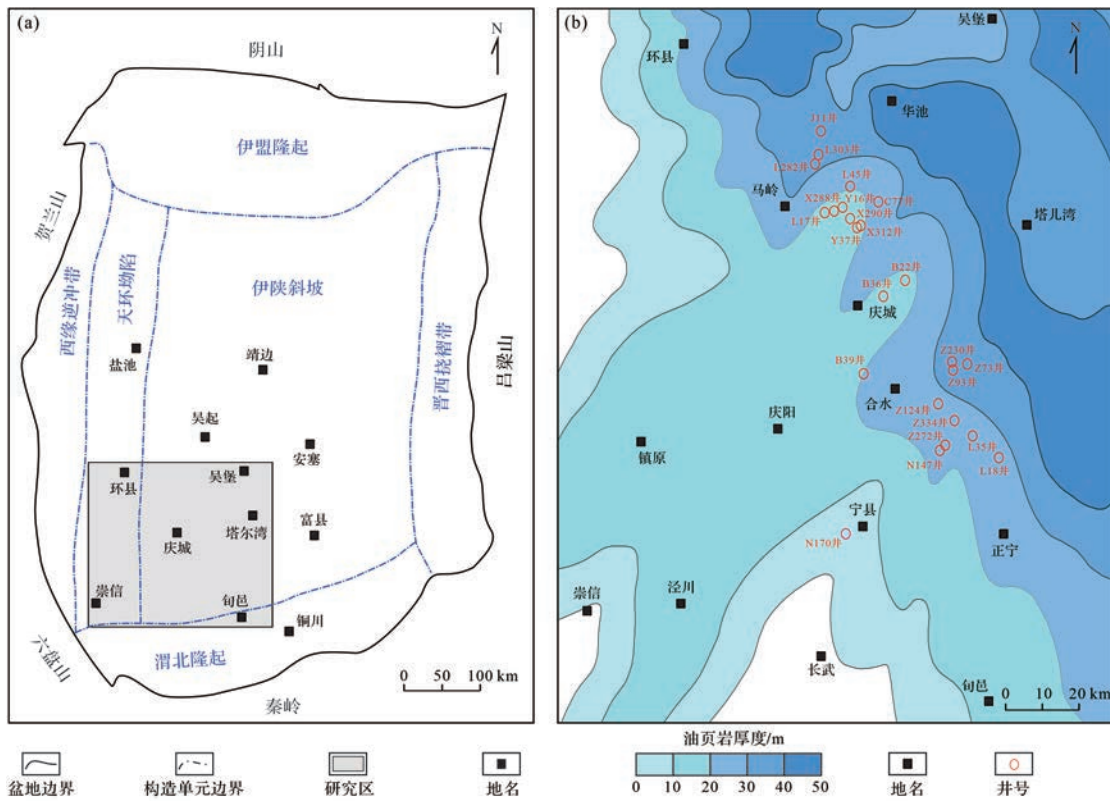 (a)
N
阴山
伊盟隆起
贺兰山
西缘逆冲带
天环坳陷
伊陕斜坡
晋西挠褶带
吕梁山
盐池
靖边
吴起
安塞
环县
吴堡
塔尔湾
富县
庆城
崇信
旬邑
铜川
六盘山
渭北隆起
秦岭
0 50 100 km
盆地边界
构造单元边界
研究区
地名
(b)
N
吴堡
环县
华池
J11井
L303井
L282井
L45井
马岭
X288井
Y16井
C77井
L17井
X290井
X312井
Y37井
塔儿湾
B22井
B36井
庆城
B39井
Z230井
Z73井
Z93井
合水
Z124井
Z334井
庆阳
镇原
Z272井
L35井
N147井
L18井
宁县
N170井
正宁
崇信
泾川
长武
旬邑
0 10 20 km
油页岩厚度/m
0 10 20 30 40 50
地名
井号